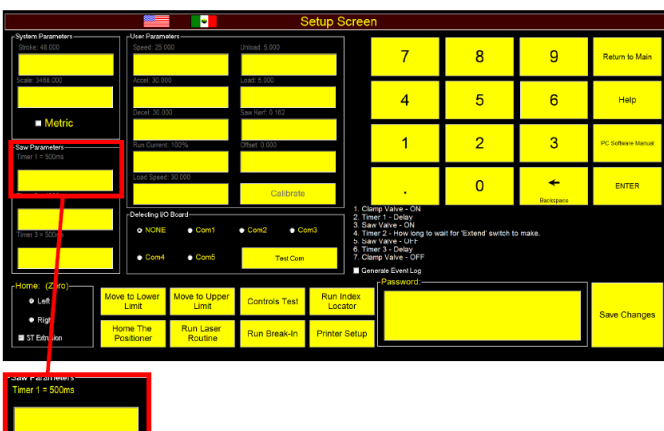 Setup Screen
System Parameters
Stroke: 48.000
Scale: 3468.000
Metric
User Parameters
Speed: 25.000
Unload: 5.000
Accel: 30.000
Load: 5.000
Decel: 30.000
Saw Kerf: 0.162
Run Current: 100%
Offset: 0.000
Load Speed: 30.000
Calibrate
Saw Parameters
Timer 1 = 500ms
Timer 3 = 500ms
Detecting I/O Board
NONE
Com1
Com2
Com3
Com4
Com5
Test Com
7
8
9
Return to Main
4
5
6
Help
1
2
3
PC Software Manual
.
0
Backspace
ENTER
1. Clamp Valve - ON
2. Timer 1 - Delay
3. Saw Valve - ON
4. Timer 2 - How long to wait for 'Extend' switch to make.
5. Saw Valve - OFF
6. Timer 3 - Delay
7. Clamp Valve - OFF
Generate Event Log
Home: (Zero)
Left
Right
ST Extrusion
Move to Lower Limit
Move to Upper Limit
Controls Test
Run Index Locator
Home The Positioner
Run Laser Routine
Run Break-In
Printer Setup
Password:
Save Changes
Saw Parameters
Timer 1 = 500ms